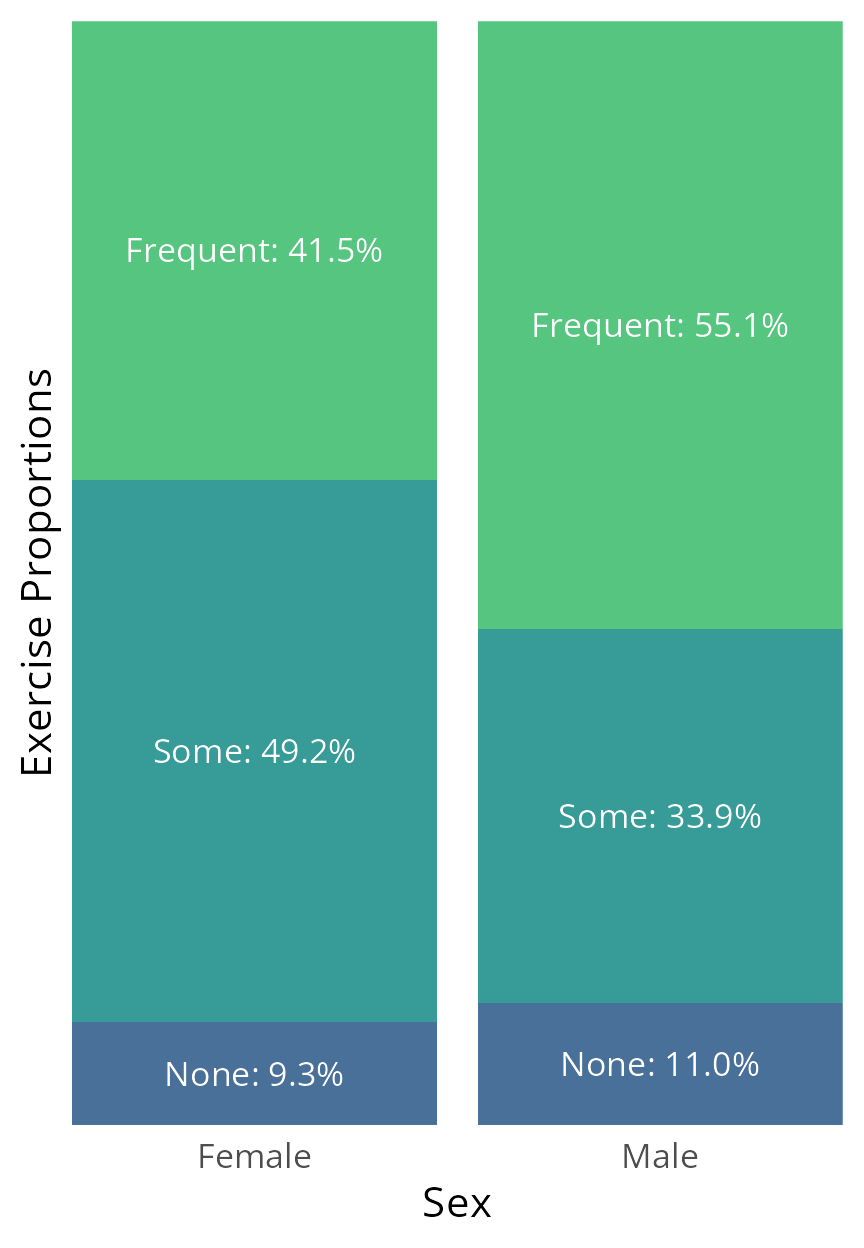 Exercise Proportions
Frequent: 41.5%
Some: 49.2%
None: 9.3%
Frequent: 55.1%
Some: 33.9%
None: 11.0%
Female
Male
Sex